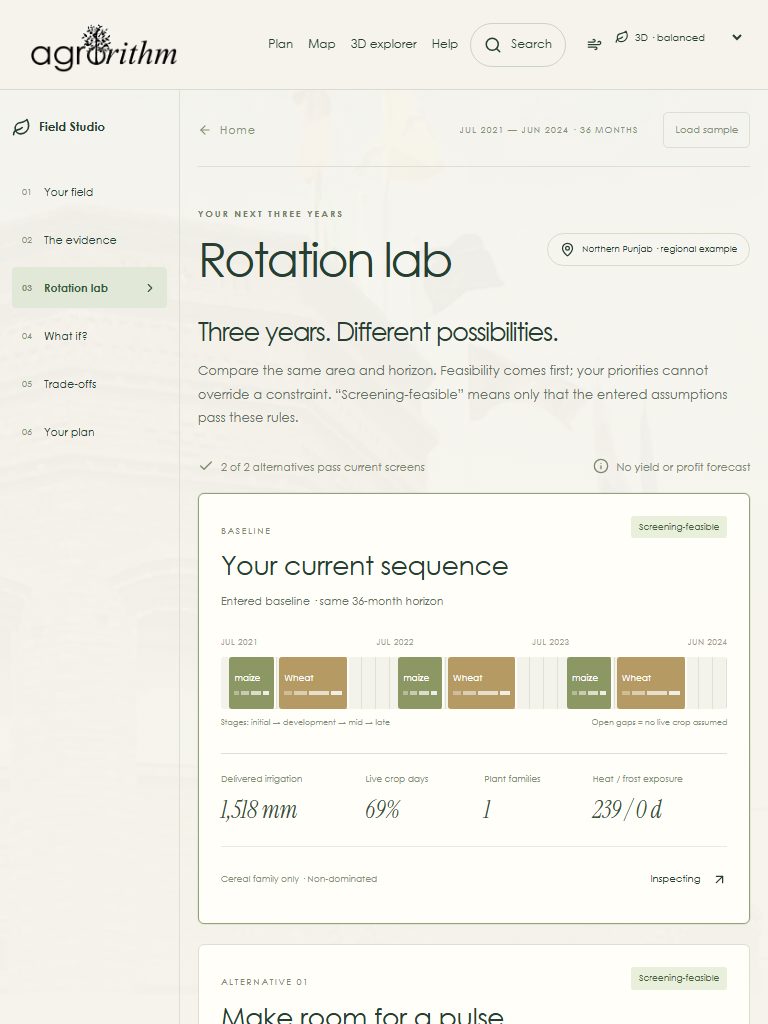 agrorithm
Plan Map 3D explorer Help Search 3D · balanced
Field Studio
01 Your field
02 The evidence
03 Rotation lab
04 What if?
05 Trade-offs
06 Your plan
← Home JUL 2021 — JUN 2024 · 36 MONTHS Load sample
YOUR NEXT THREE YEARS
Rotation lab
Northern Punjab · regional example
Three years. Different possibilities.
Compare the same area and horizon. Feasibility comes first; your priorities cannot
override a constraint. “Screening-feasible” means only that the entered assumptions
pass these rules.
2 of 2 alternatives pass current screens No yield or profit forecast
BASELINE Screening-feasible
Your current sequence
Entered baseline · same 36-month horizon
JUL 2021 JUL 2022 JUL 2023 JUN 2024
maize Wheat maize Wheat maize Wheat
Stages: initial → development → mid → late Open gaps = no live crop assumed
Delivered irrigation Live crop days Plant families Heat / frost exposure
1,518 mm 69% 1 239 / 0 d
Cereal family only · Non-dominated Inspecting
ALTERNATIVE 01 Screening-feasible
Make room for a pulse